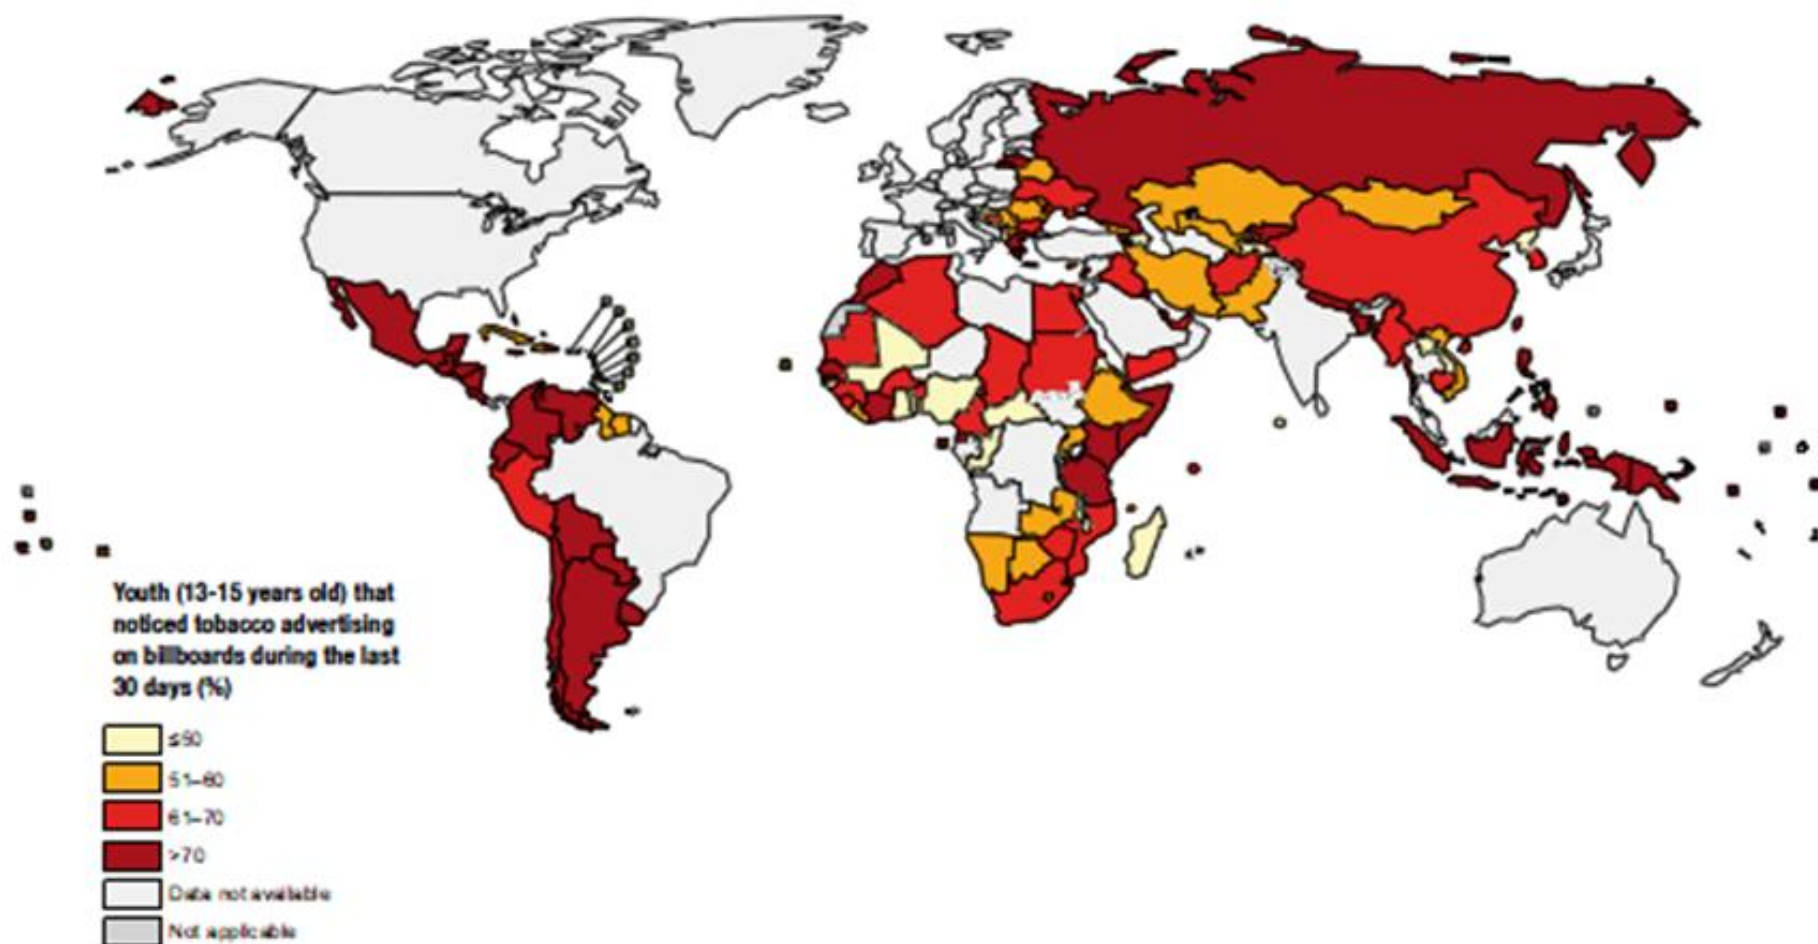 Youth (13-15 years old) that
noticed tobacco advertising
on billboards during the last
30 days (%)
51–60
61–70
>70
Data not available
Not applicable